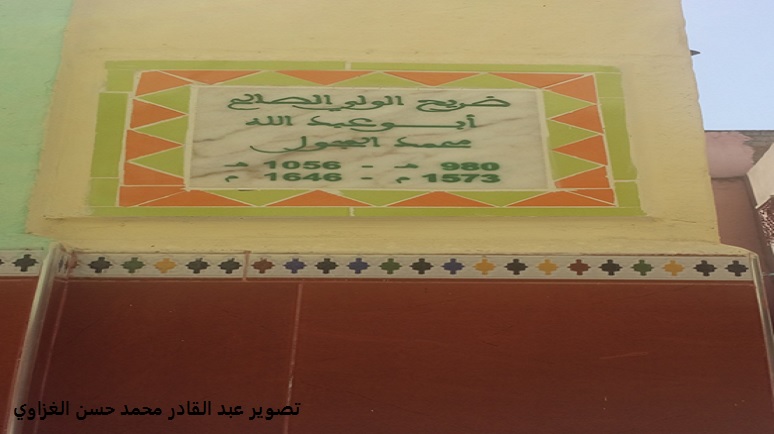 ضريح الولي الصالح
أبو عبد الله
محمد العجول
980 هـ - 1056 هـ
1573 م - 1646 م
تصوير عبد القادر محمد حسن الغزاوي